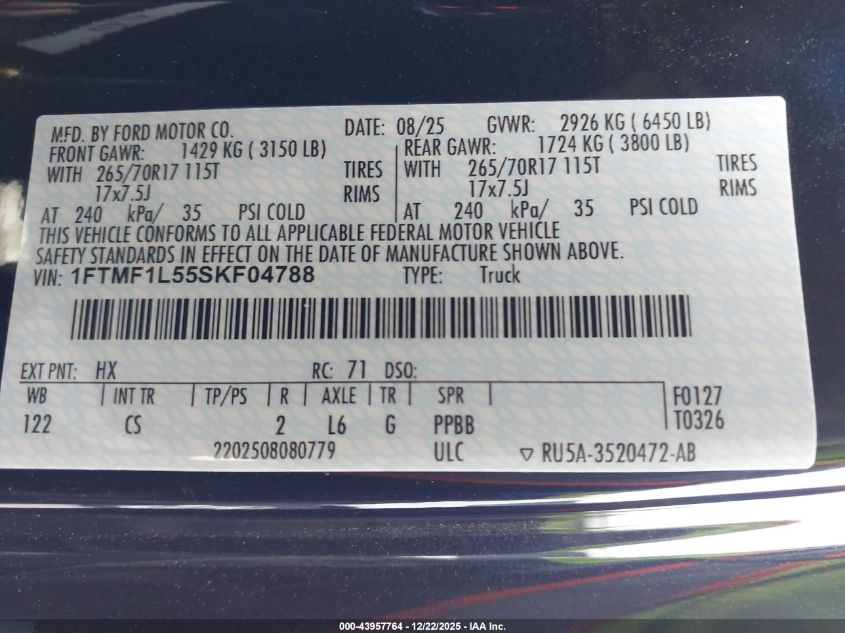 MFD. BY FORD MOTOR CO. DATE: 08/25 GVWR: 2926 KG ( 6450 LB)
FRONT GAWR: 1429 KG ( 3150 LB) REAR GAWR: 1724 KG ( 3800 LB)
WITH 265/70R17 115T TIRES WITH 265/70R17 115T TIRES
17x7.5J RIMS 17x7.5J RIMS
AT 240 kPa/ 35 PSI COLD AT 240 kPa/ 35 PSI COLD
THIS VEHICLE CONFORMS TO ALL APPLICABLE FEDERAL MOTOR VEHICLE
SAFETY STANDARDS IN EFFECT ON THE DATE OF MANUFACTURE SHOWN ABOVE.
VIN: 1FTMF1L55SKF04788 TYPE: Truck
EXT PNT: HX RC: 71 DSO:
WB INT TR TP/PS R AXLE TR SPR F0127
122 CS 2 L6 G PPBB T0326
2202508080779 ULC ▽ RU5A-3520472-AB
000-43957764 - 12/22/2025 - IAA Inc.